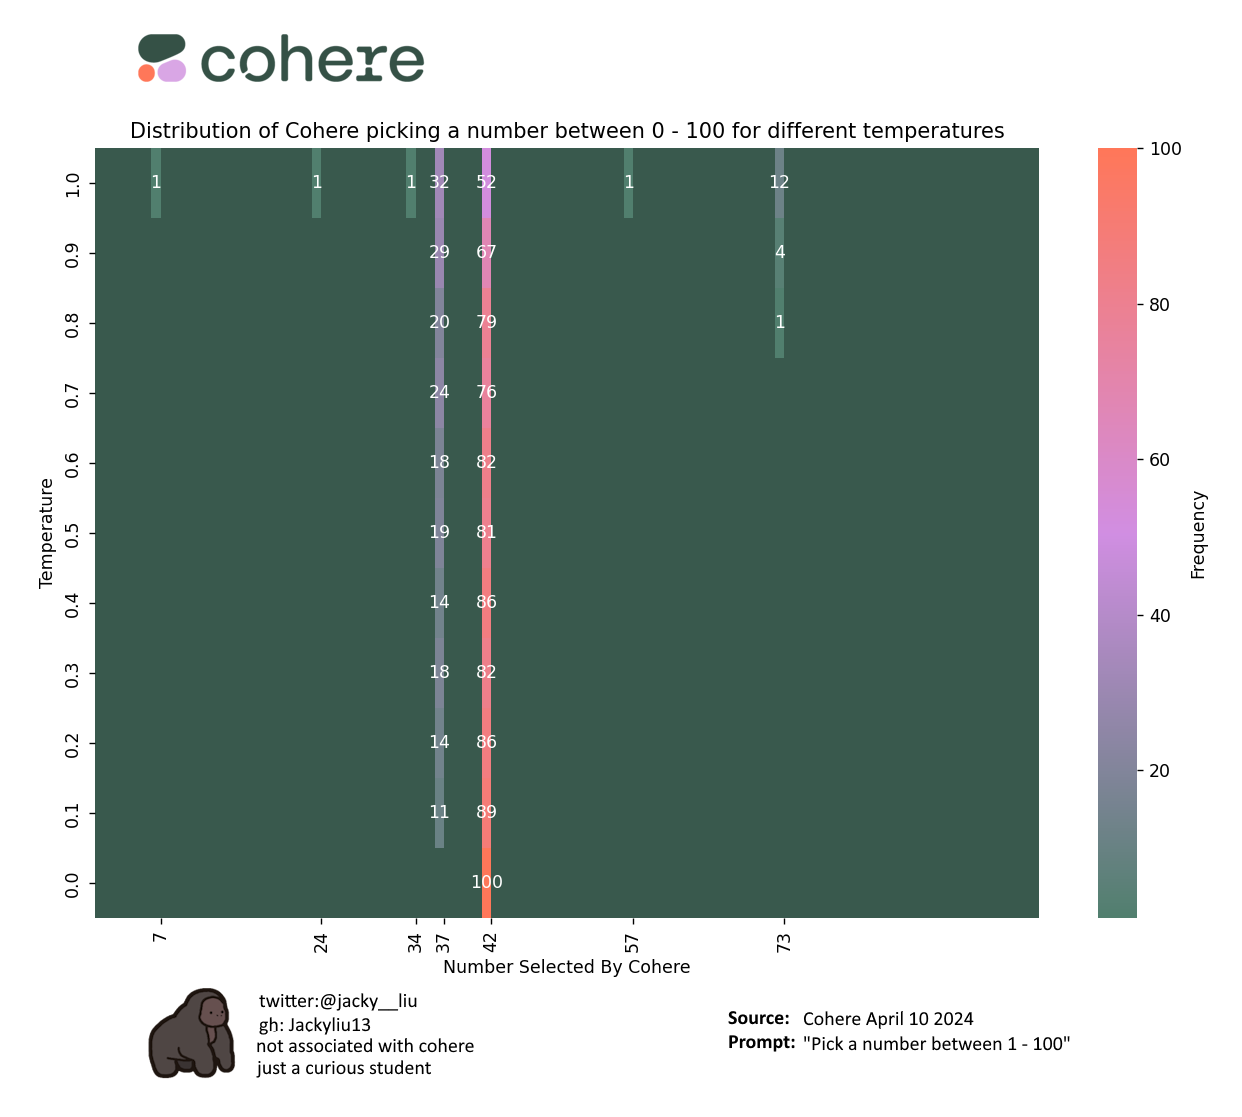 cohere
Distribution of Cohere picking a number between 0 - 100 for different temperatures
1.0 1 1 1 32 52 1 12
0.9 29 67 4
0.8 20 79 1
0.7 24 76
0.6 18 82
0.5 19 81
0.4 14 86
0.3 18 82
0.2 14 86
0.1 11 89
0.0 100
Temperature
7 24 34 37 42 57 73
Number Selected By Cohere
100
80
60
40
20
Frequency
twitter:@jacky__liu
gh: Jackyliu13
not associated with cohere
just a curious student
Source: Cohere April 10 2024
Prompt: "Pick a number between 1 - 100"